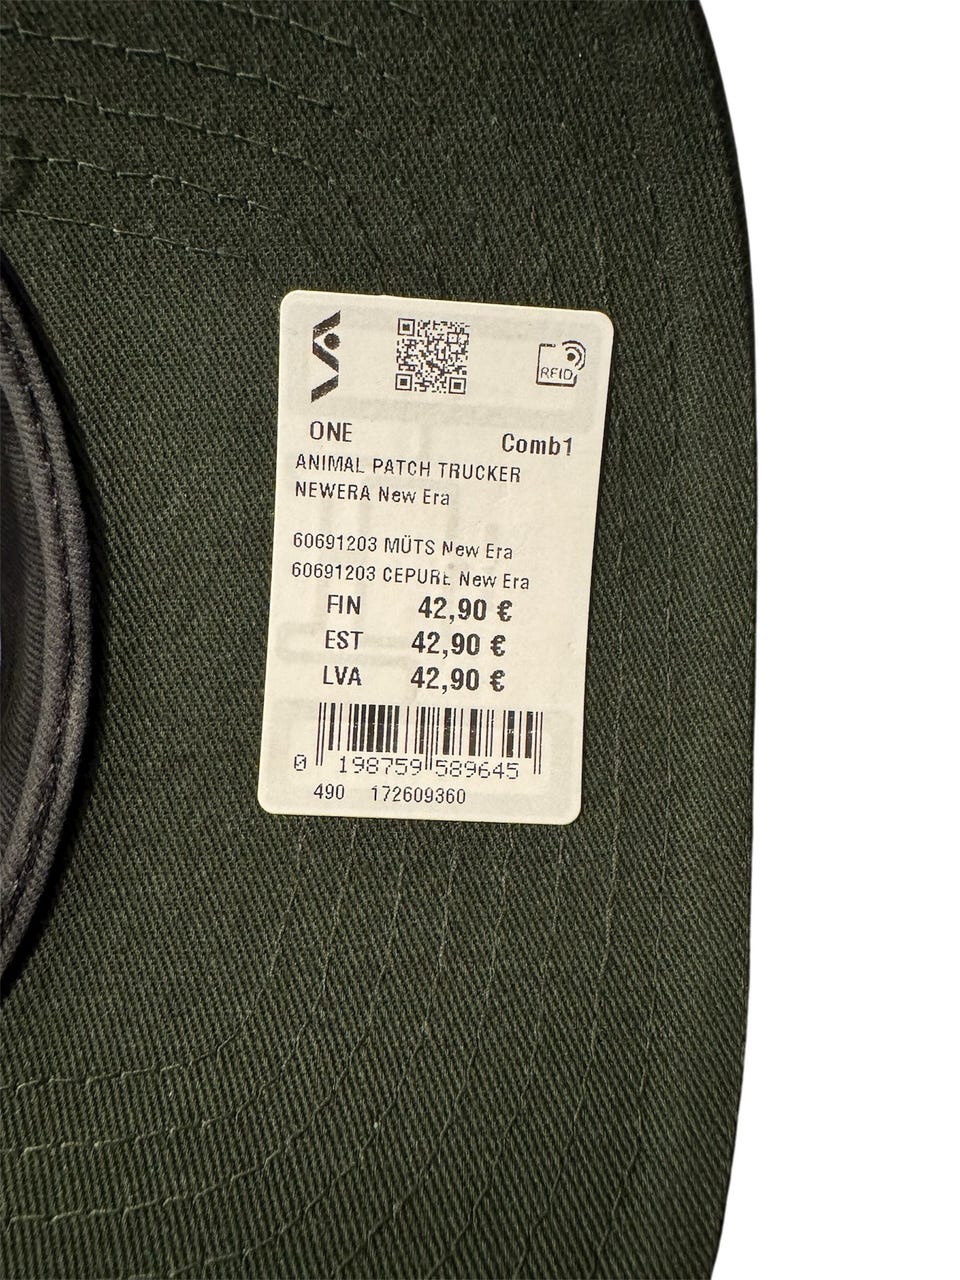 RFID
ONE Comb1
ANIMAL PATCH TRUCKER
NEWERA New Era
60691203 MÜTS New Era
60691203 CEPURE New Era
FIN 42,90 €
EST 42,90 €
LVA 42,90 €
0 198759 589645
490 172609360